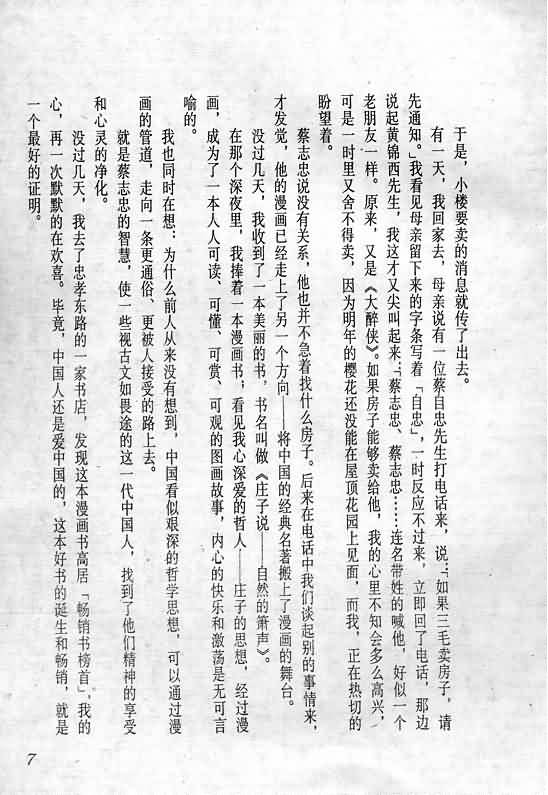 于是，小楼要卖的消息就传了出去。
有一天，我回家去，母亲说有一位蔡自忠先生打电话来，说：「如果三毛卖房子，请
先通知。」我看见母亲留下来的字条写着「自忠」，一时反应不过来，立即回了电话，那边
说起黄锦西先生，我这才又尖叫起来：蔡志忠、蔡志忠……连名带姓的喊他，好似一个
老朋友一样。原来，又是《大醉侠》。如果房子能够卖给他，我的心里不知会多么高兴，
可是一时里又舍不得卖，因为明年的樱花还没能在屋顶花园上见面，而我，正在热切的
盼望着。
蔡志忠说没有关系，他也并不急着找什么房子。后来在电话中我们谈起别的事情来，
才发觉，他的漫画已经走上了另一个方向——将中国的经典名著搬上了漫画的舞台。
没过几天，我收到了一本美丽的书，书名叫做《庄子说——自然的箫声》。
在那个深夜里，我捧着一本漫画书；看见我心深爱的哲人——庄子的思想，经过漫
画，成为了一本人人可读、可懂、可赏、可观的图画故事，内心的快乐和激荡是无可言
喻的。
我也同时在想：为什么前人从来没有想到，中国看似艰深的哲学思想，可以通过漫
画的管道，走向一条更通俗、更被人接受的路上去。
就是蔡志忠的智慧，使一些视古文如畏途的这一代中国人，找到了他们精神的享受
和心灵的净化。
没过几天，我去了忠孝东路的一家书店，发现这本漫画书高居「畅销书榜首」，我的
心，再一次默默的在欢喜。毕竟，中国人还是爱中国的，这本好书的诞生和畅销，就是
一个最好的证明。
7